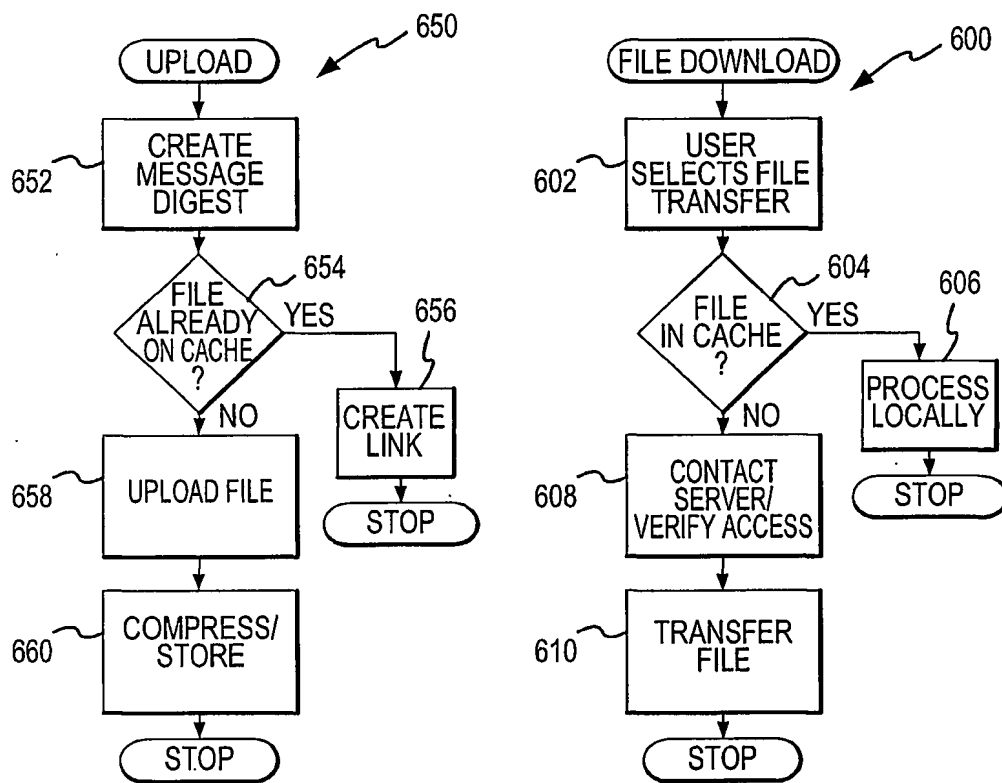 UPLOAD
650
652
CREATE
MESSAGE
DIGEST
654
FILE
ALREADY
ON CACHE
?
YES
656
CREATE
LINK
STOP
NO
658
UPLOAD FILE
660
COMPRESS/
STORE
STOP
FILE DOWNLOAD
600
602
USER
SELECTS FILE
TRANSFER
604
FILE
IN CACHE
?
YES
606
PROCESS
LOCALLY
STOP
NO
608
CONTACT
SERVER/
VERIFY ACCESS
610
TRANSFER
FILE
STOP